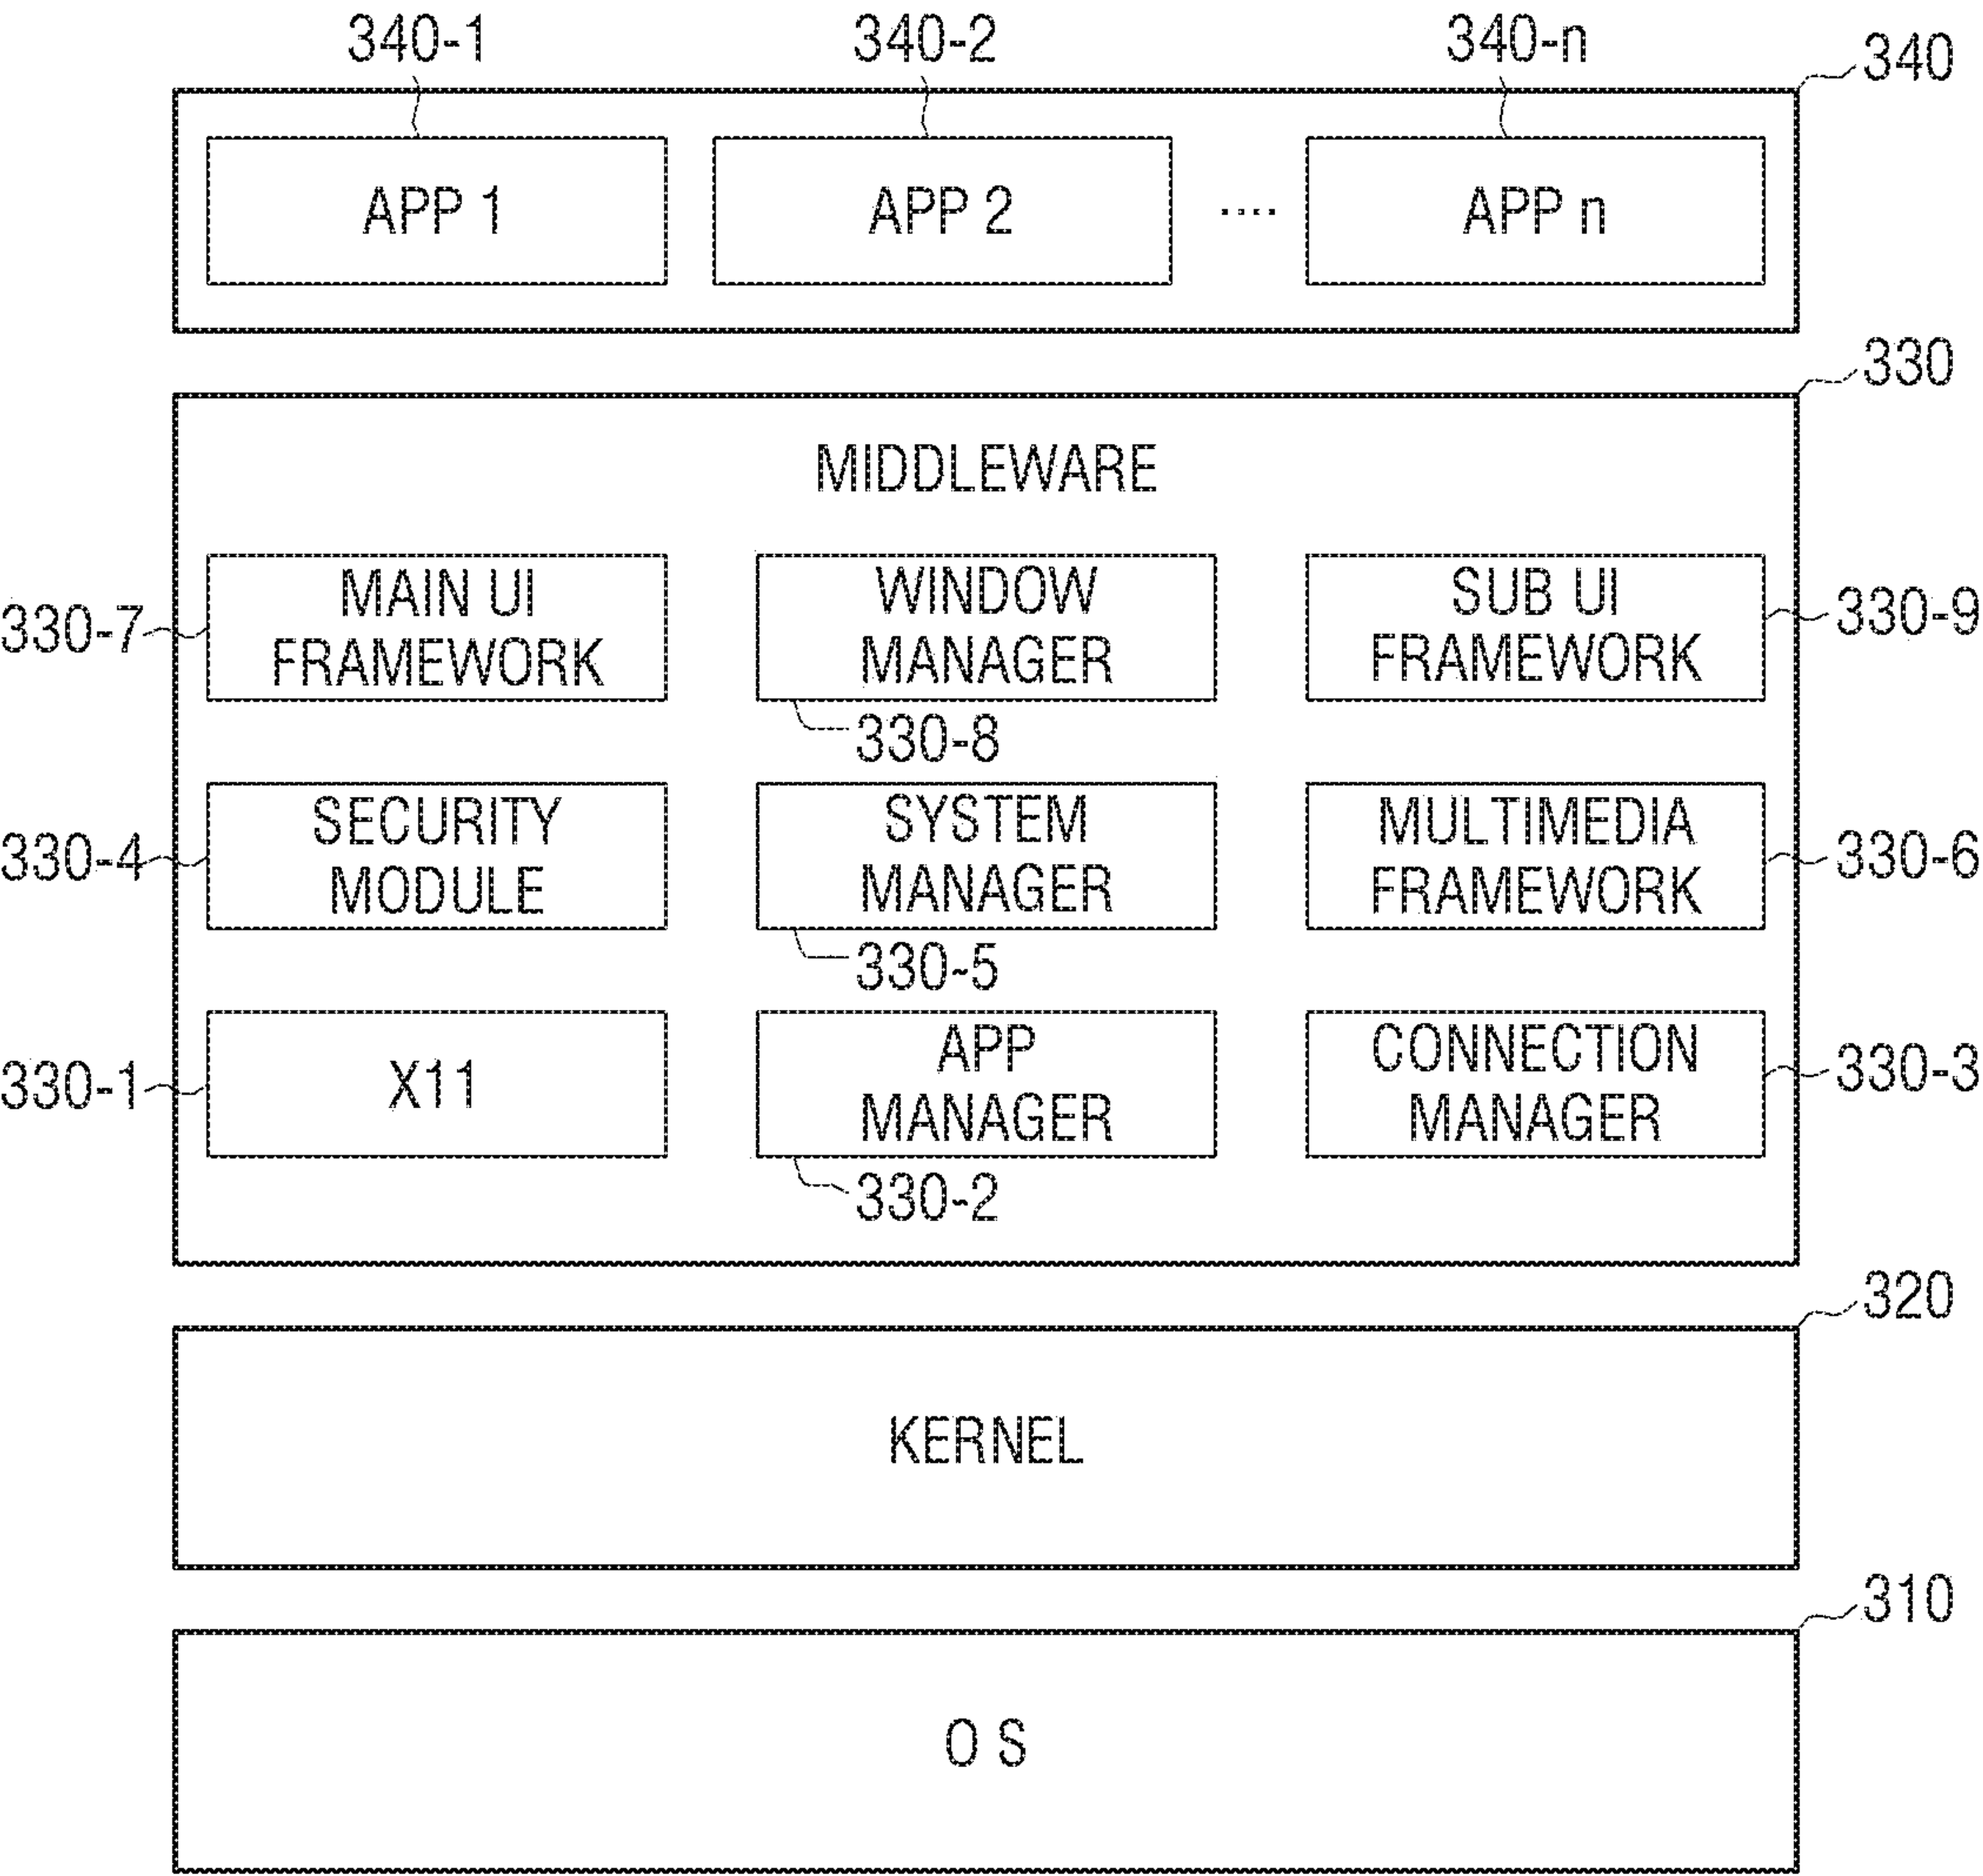 340-1 340-2 340-n 340
APP 1 APP 2 .... APP n
330
MIDDLEWARE
330-7 MAIN UI FRAMEWORK WINDOW MANAGER SUB UI FRAMEWORK 330-9
330-8
330-4 SECURITY MODULE SYSTEM MANAGER MULTIMEDIA FRAMEWORK 330-6
330-5
330-1 X11 APP MANAGER CONNECTION MANAGER 330-3
330-2
320
KERNEL
310
O S